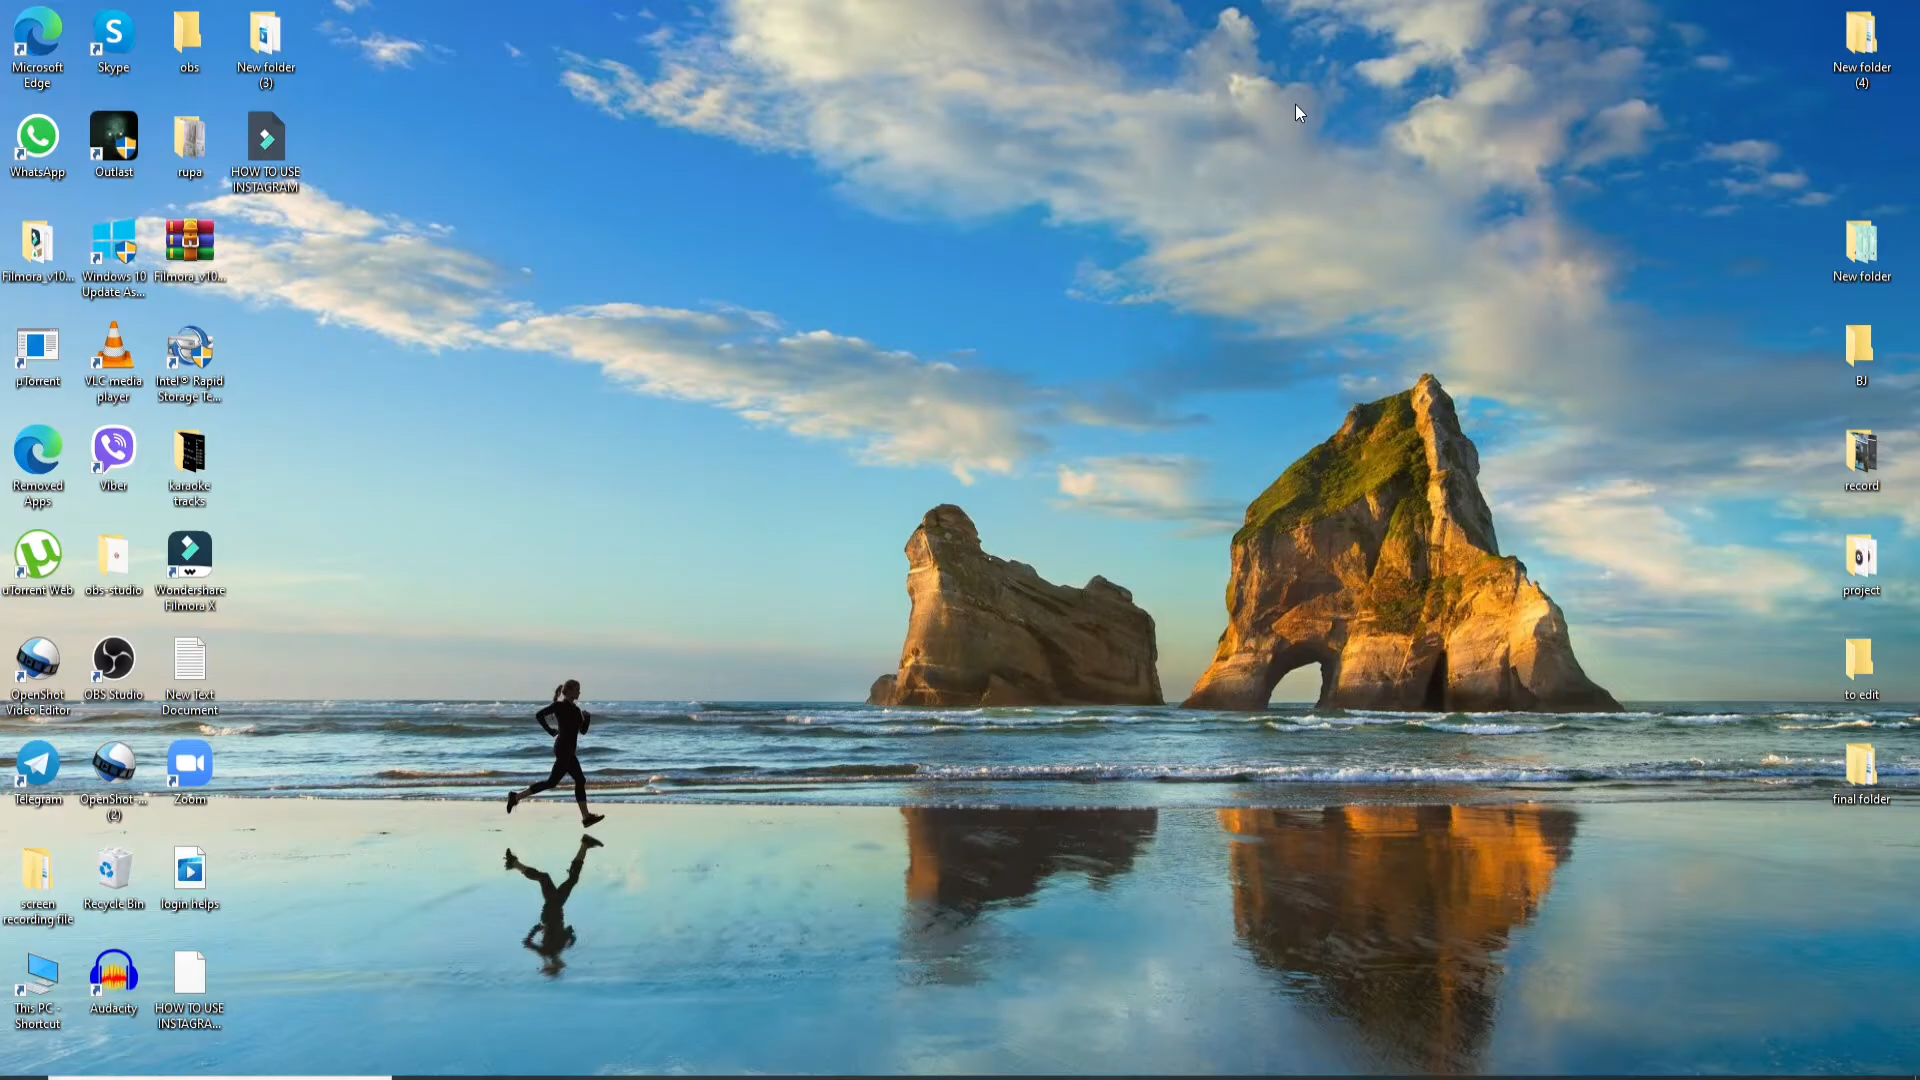 Microsoft
Edge
Skype
obs
New folder
(3)
New folder
(4)
WhatsApp
Outlast
rupa
HOW TO USE
INSTAGRAM
Filmora_v10...
Windows 10
Update As...
Filmora_v10...
New folder
µTorrent
VLC media
player
Intel® Rapid
Storage Te...
BJ
Removed
Apps
Viber
karaoke
tracks
record
uTorrent Web
obs-studio
Wondershare
Filmora X
project
OpenShot
Video Editor
OBS Studio
New Text
Document
to edit
Telegram
OpenShot-...
(2)
Zoom
final folder
screen
recording file
Recycle Bin
login helps
This PC -
Shortcut
Audacity
HOW TO USE
INSTAGRA...